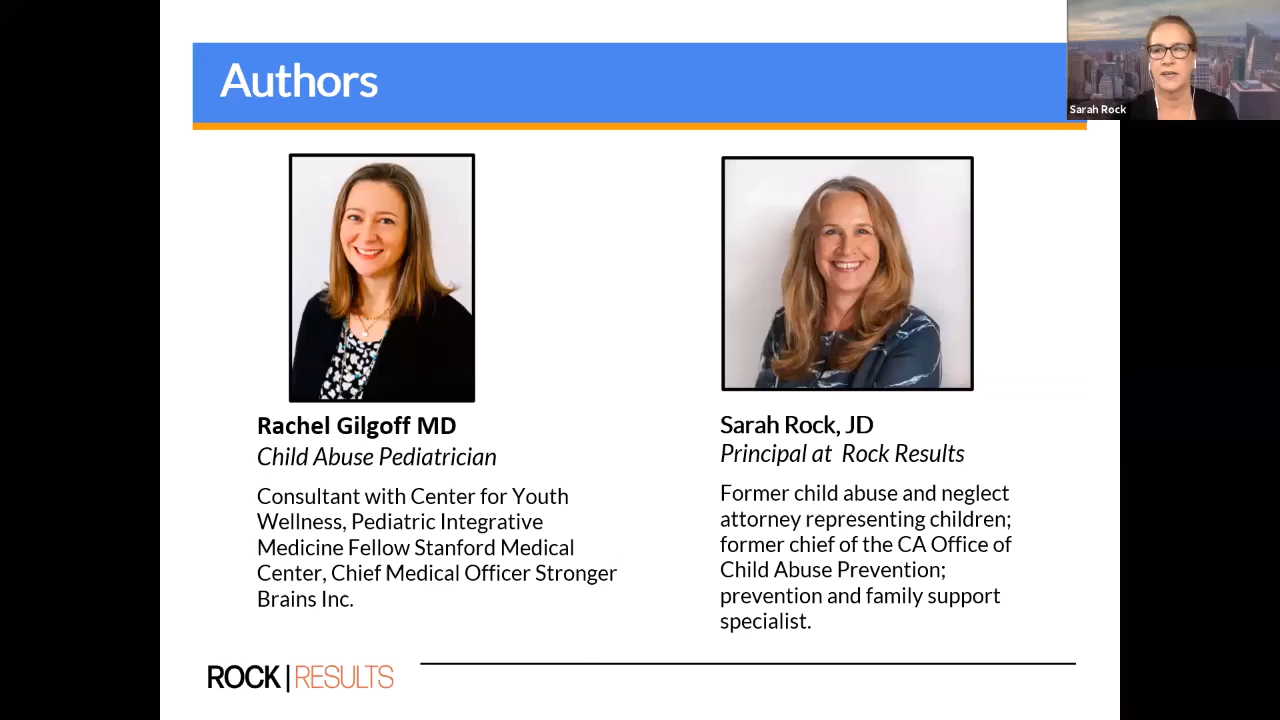 Authors
Sarah Rock
Rachel Gilgoff MD
Child Abuse Pediatrician
Consultant with Center for Youth
Wellness, Pediatric Integrative
Medicine Fellow Stanford Medical
Center, Chief Medical Officer Stronger
Brains Inc.
Sarah Rock, JD
Principal at Rock Results
Former child abuse and neglect
attorney representing children;
former chief of the CA Office of
Child Abuse Prevention;
prevention and family support
specialist.
ROCK|RESULTS